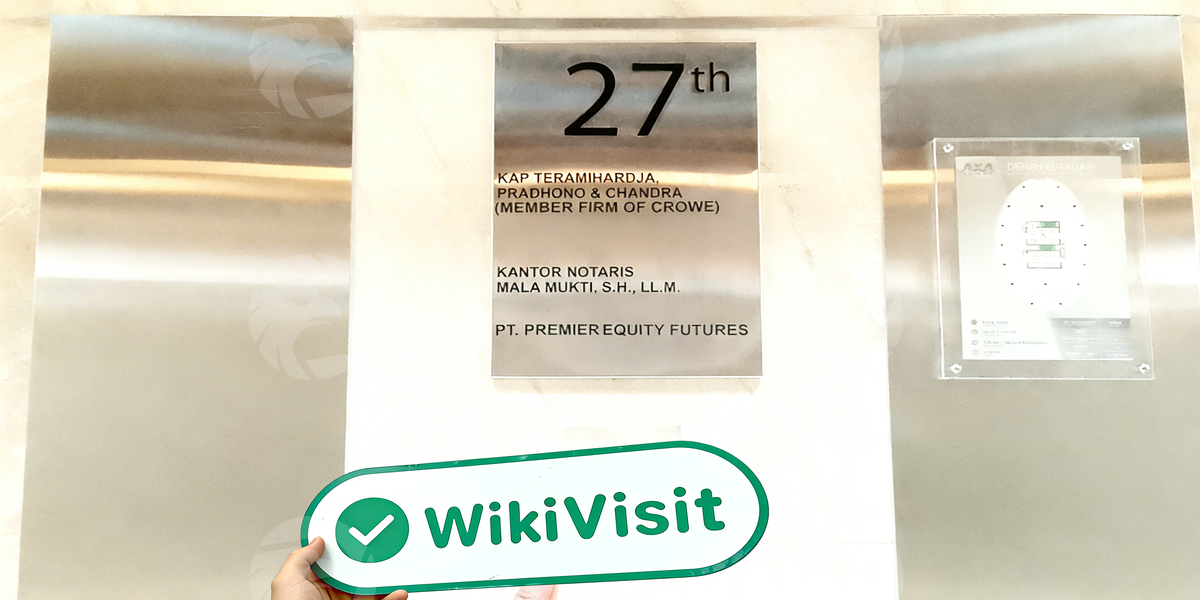 27th
KAP TERAMIHARDJA,
PRADHONO & CHANDRA
(MEMBER FIRM OF CROWE)
KANTOR NOTARIS
MALA MUKTI, S.H., LL.M.
PT. PREMIER EQUITY FUTURES
AXA
WikiVisit